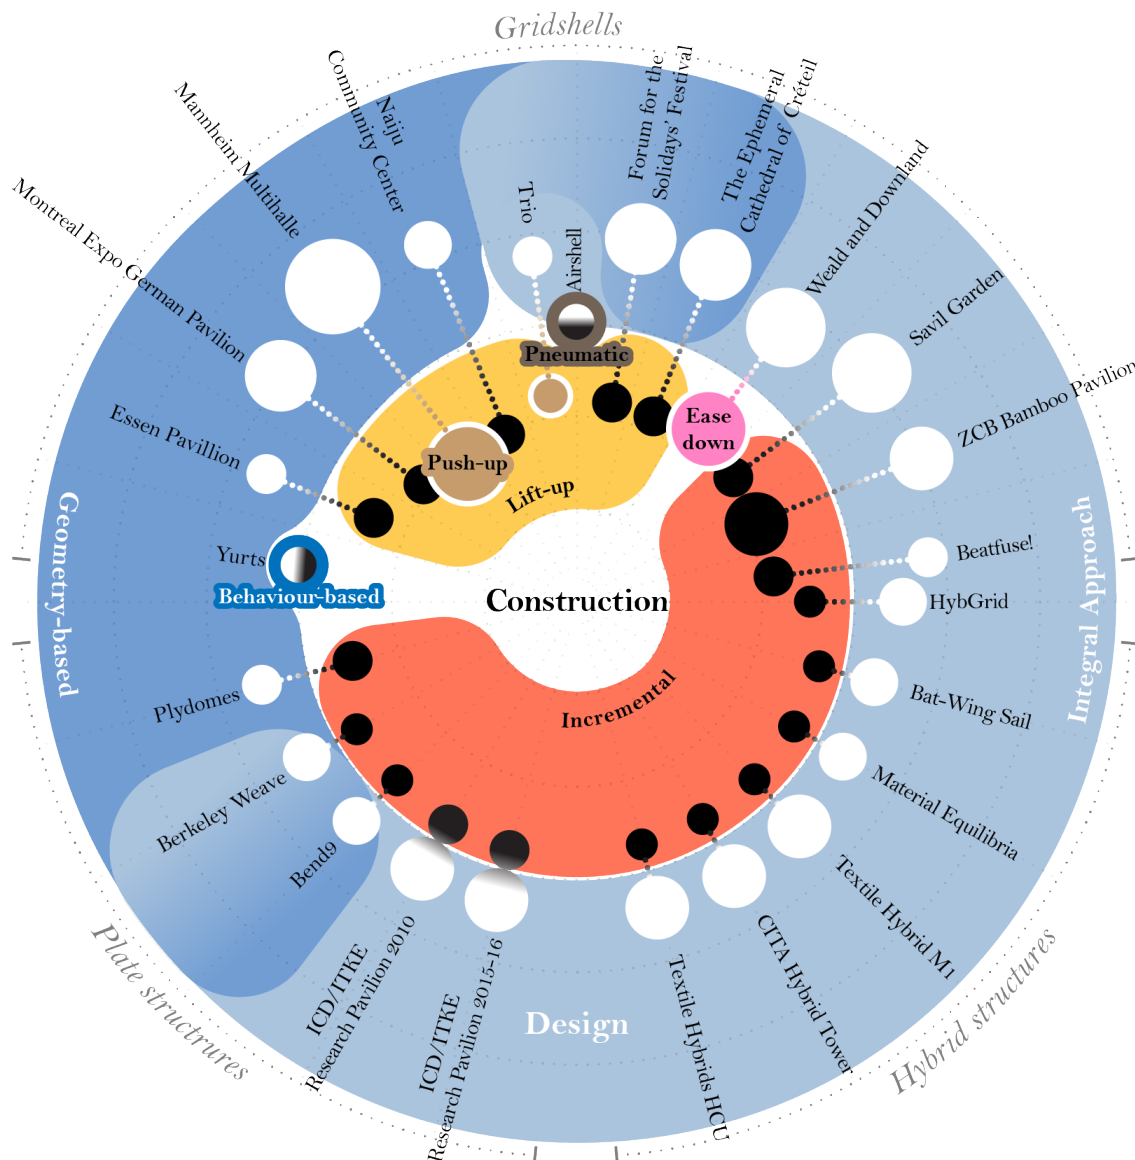 Gridshells
Naiju
Community Center
Mannheim Multihalle
Montreal Expo German Pavilion
Essen Pavillion
Yurts
Behaviour-based
Geometry-based
Trio
Airshell
Pneumatic
Forum for the
Solidays' Festival
The Ephemeral
Cathedral of Créteil
Weald and Downland
Savil Garden
ZCB Bamboo Pavilion
Beatfuse!
HybGrid
Integral Approach
Bat-Wing Sail
Material Equilibria
Textile Hybrid M1
CITA Hybrid Tower
Textile Hybrids HCU
Hybrid structures
Ease
down
Push-up
Lift-up
Construction
Incremental
Plydomes
Berkeley Weave
Bend9
ICD/ITKE
Research Pavilion 2010
ICD/ITKE
Research Pavilion 2015-16
Plate structrures
Design